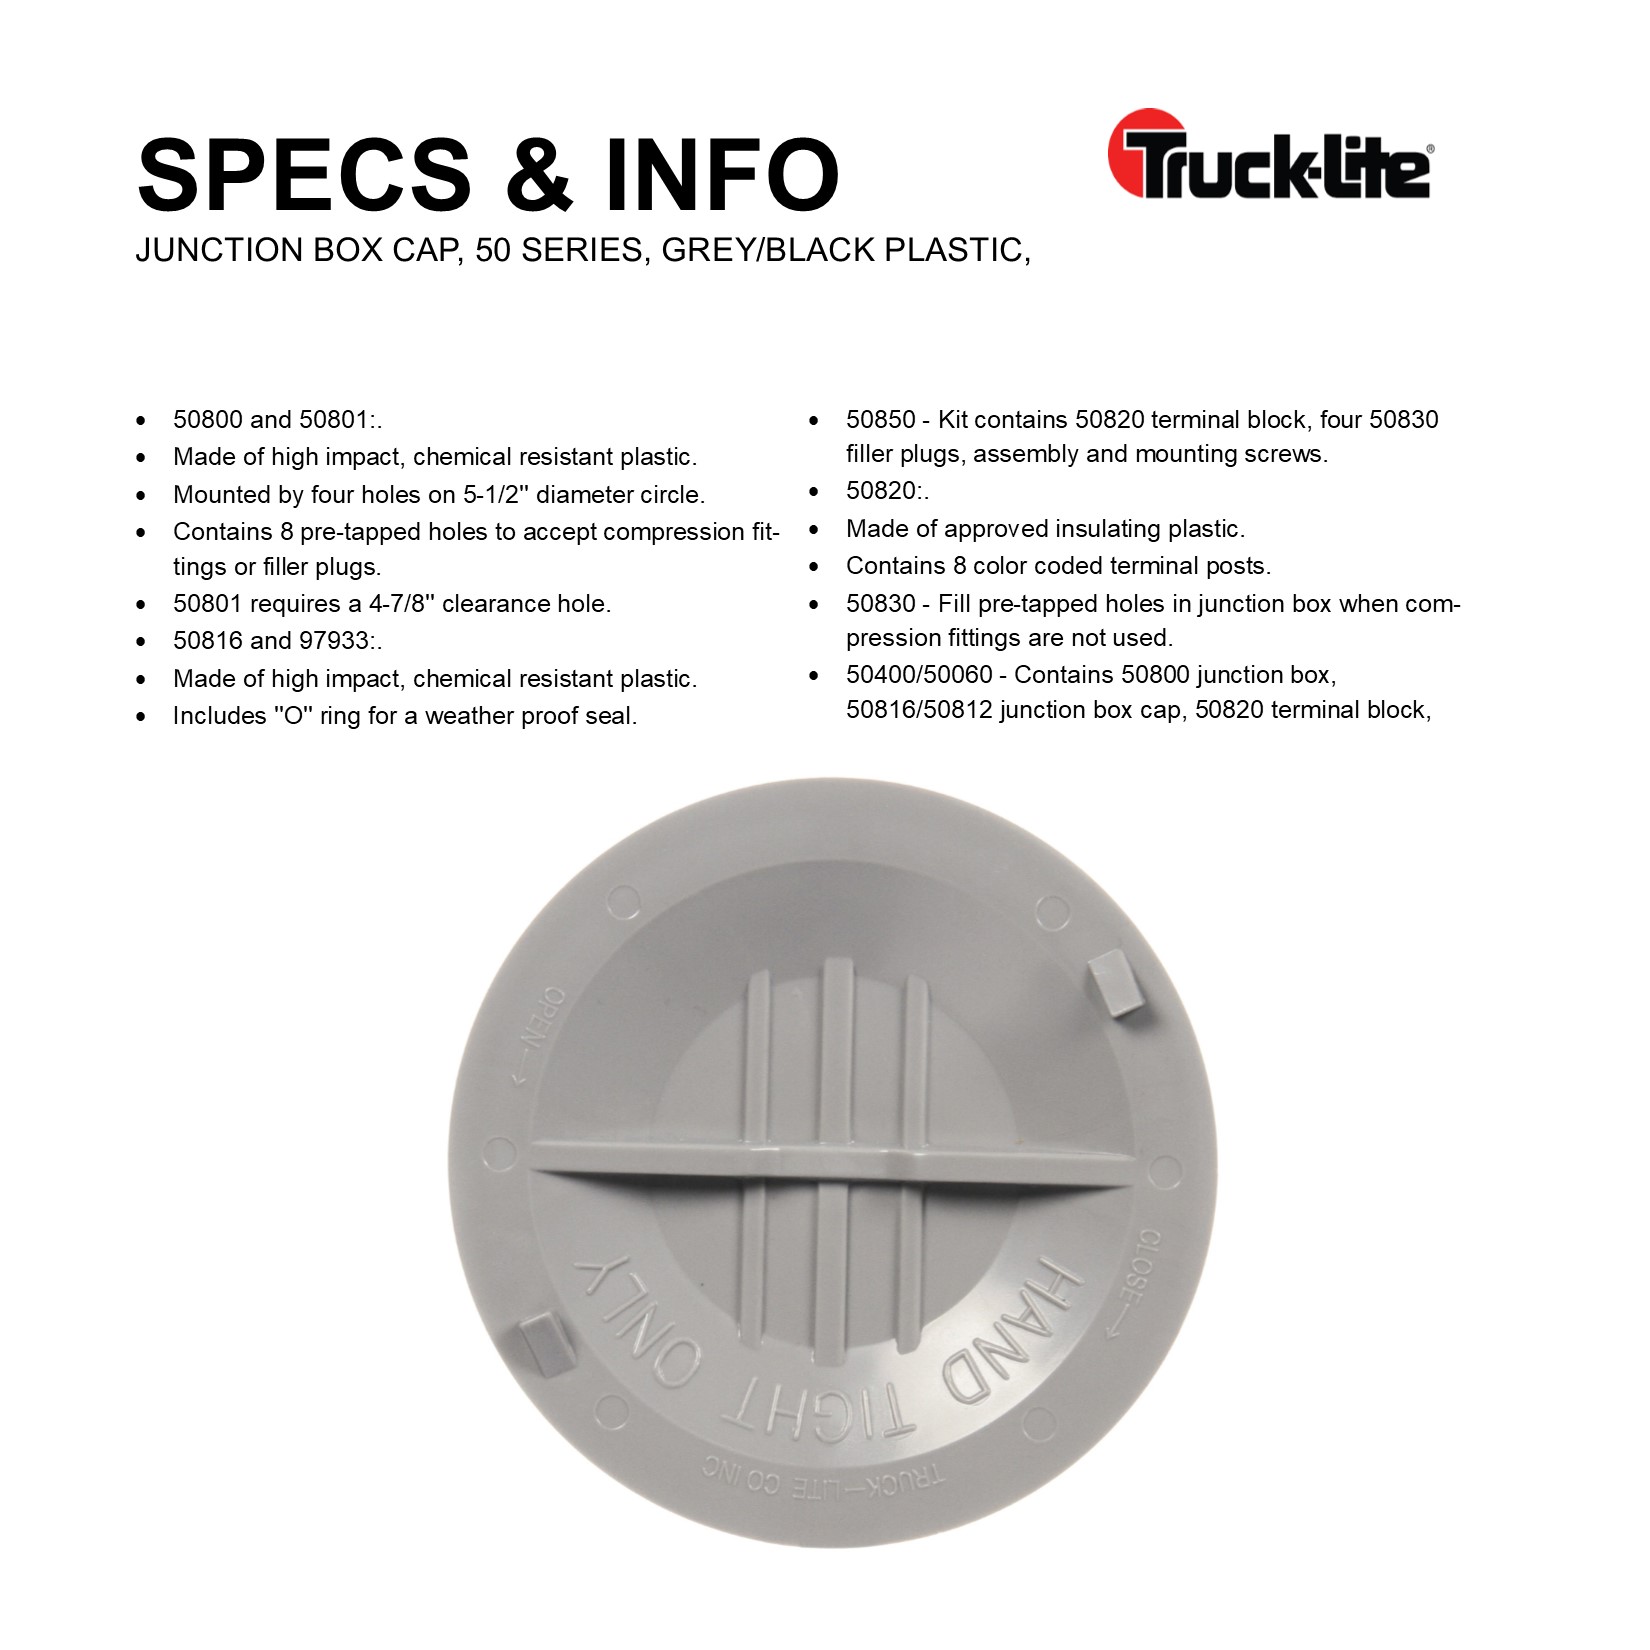 SPECS & INFO
Truck-Lite®
JUNCTION BOX CAP, 50 SERIES, GREY/BLACK PLASTIC,
• 50800 and 50801:.
• Made of high impact, chemical resistant plastic.
• Mounted by four holes on 5-1/2" diameter circle.
• Contains 8 pre-tapped holes to accept compression fit-
tings or filler plugs.
• 50801 requires a 4-7/8" clearance hole.
• 50816 and 97933:.
• Made of high impact, chemical resistant plastic.
• Includes "O" ring for a weather proof seal.
• 50850 - Kit contains 50820 terminal block, four 50830
filler plugs, assembly and mounting screws.
• 50820:.
• Made of approved insulating plastic.
• Contains 8 color coded terminal posts.
• 50830 - Fill pre-tapped holes in junction box when com-
pression fittings are not used.
• 50400/50060 - Contains 50800 junction box,
50816/50812 junction box cap, 50820 terminal block,
OPEN→
CLOSE→
HAND TIGHT ONLY
TRUCK-LITE CO INC